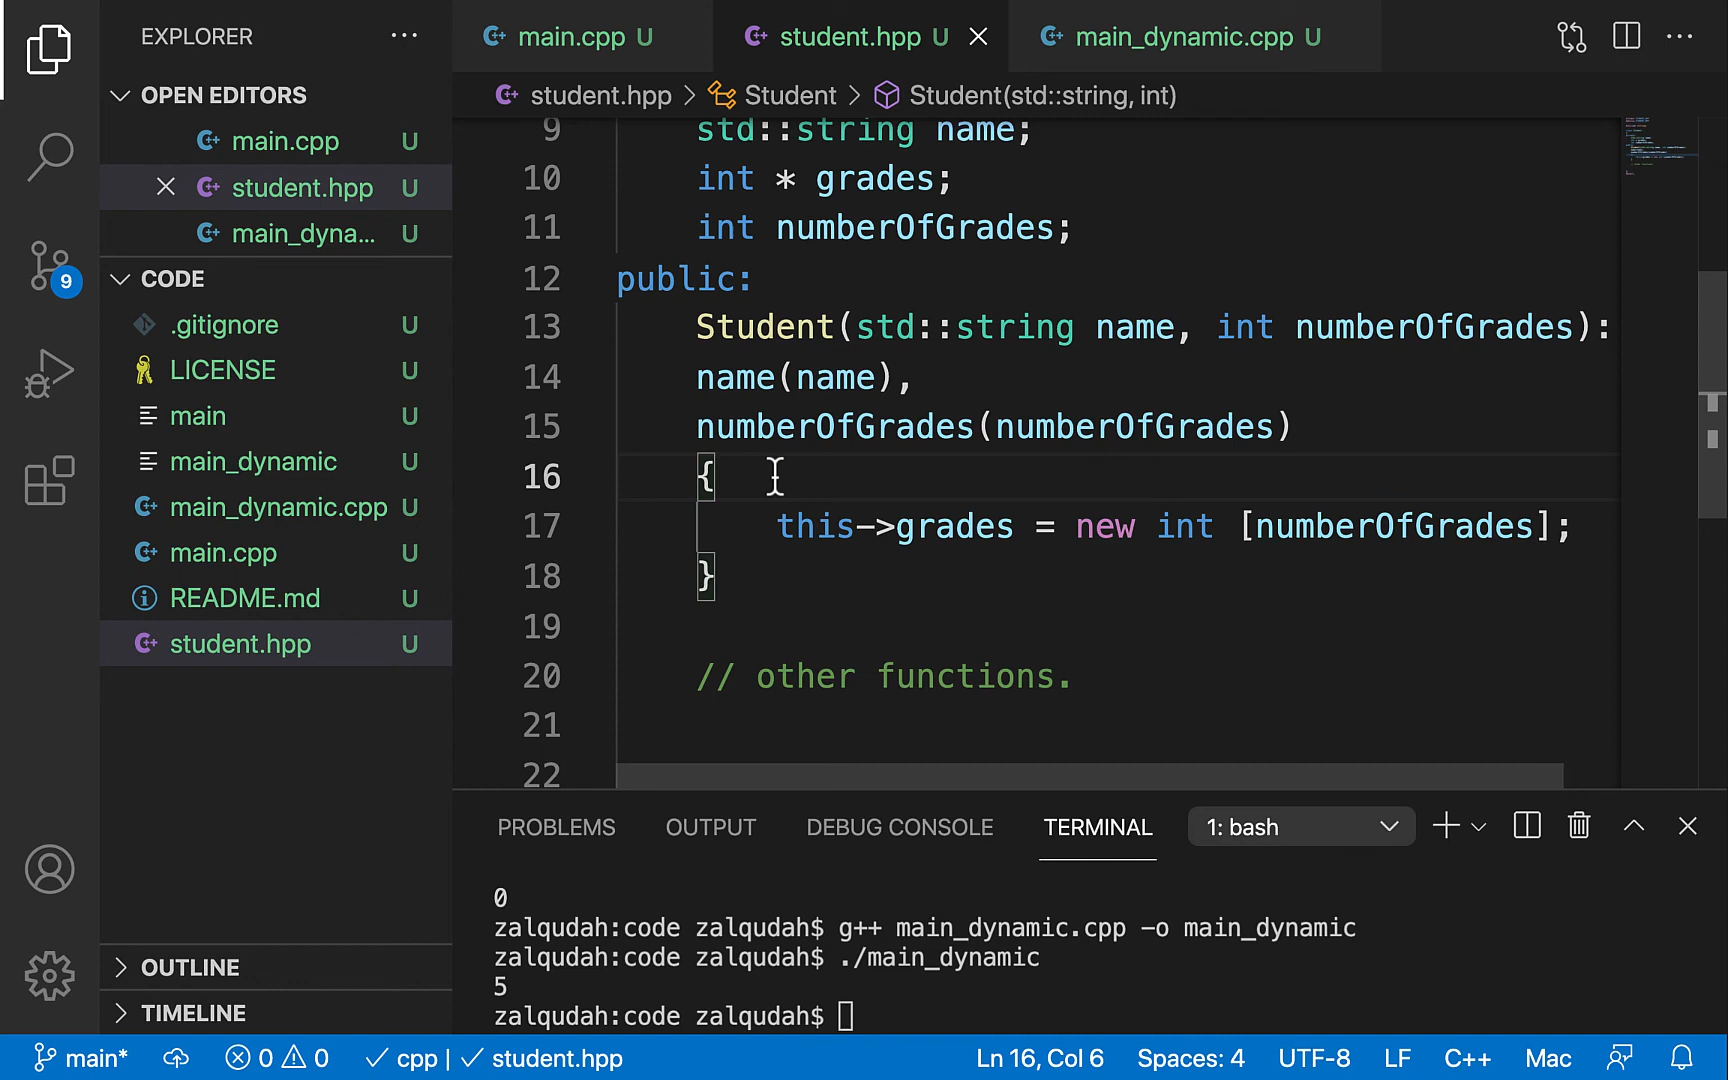 EXPLORER ...
main.cpp U
student.hpp U
main_dynamic.cpp U
OPEN EDITORS
main.cpp U
student.hpp U
main_dyna... U
CODE
.gitignore U
LICENSE U
main U
main_dynamic U
main_dynamic.cpp U
main.cpp U
README.md U
student.hpp U
OUTLINE
TIMELINE
9
student.hpp > Student > Student(std::string, int)
9 std::string name;
10 int * grades;
11 int numberOfGrades;
12 public:
13 Student(std::string name, int numberOfGrades):
14 name(name),
15 numberOfGrades(numberOfGrades)
16 {
17 this->grades = new int [numberOfGrades];
18 }
19
20 // other functions.
21
22
PROBLEMS OUTPUT DEBUG CONSOLE TERMINAL 1: bash
0
zalqudah:code zalqudah$ g++ main_dynamic.cpp -o main_dynamic
zalqudah:code zalqudah$ ./main_dynamic
5
zalqudah:code zalqudah$
main* 0 0 cpp | student.hpp Ln 16, Col 6 Spaces: 4 UTF-8 LF C++ Mac